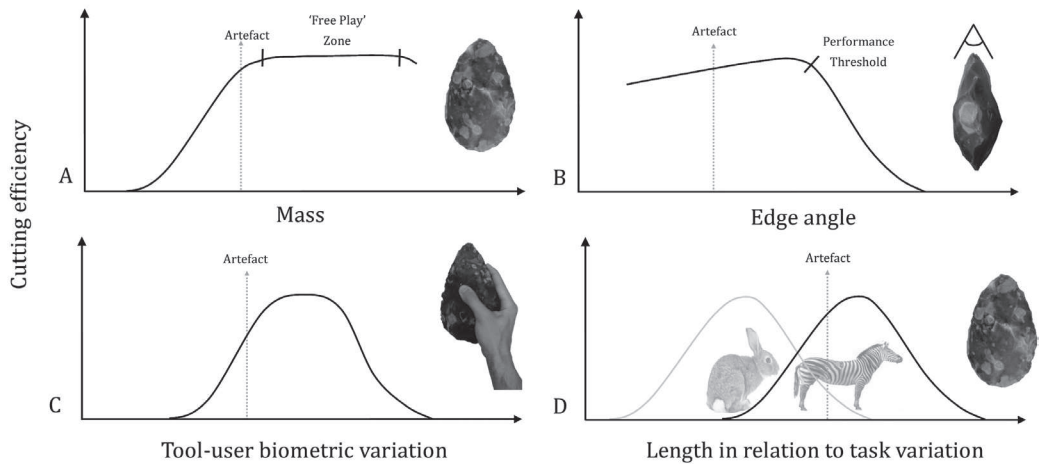 Cutting efficiency
A
Artefact
‘Free Play’
Zone
Mass
B
Artefact
Performance
Threshold
Edge angle
C
Artefact
Tool-user biometric variation
D
Artefact
Length in relation to task variation